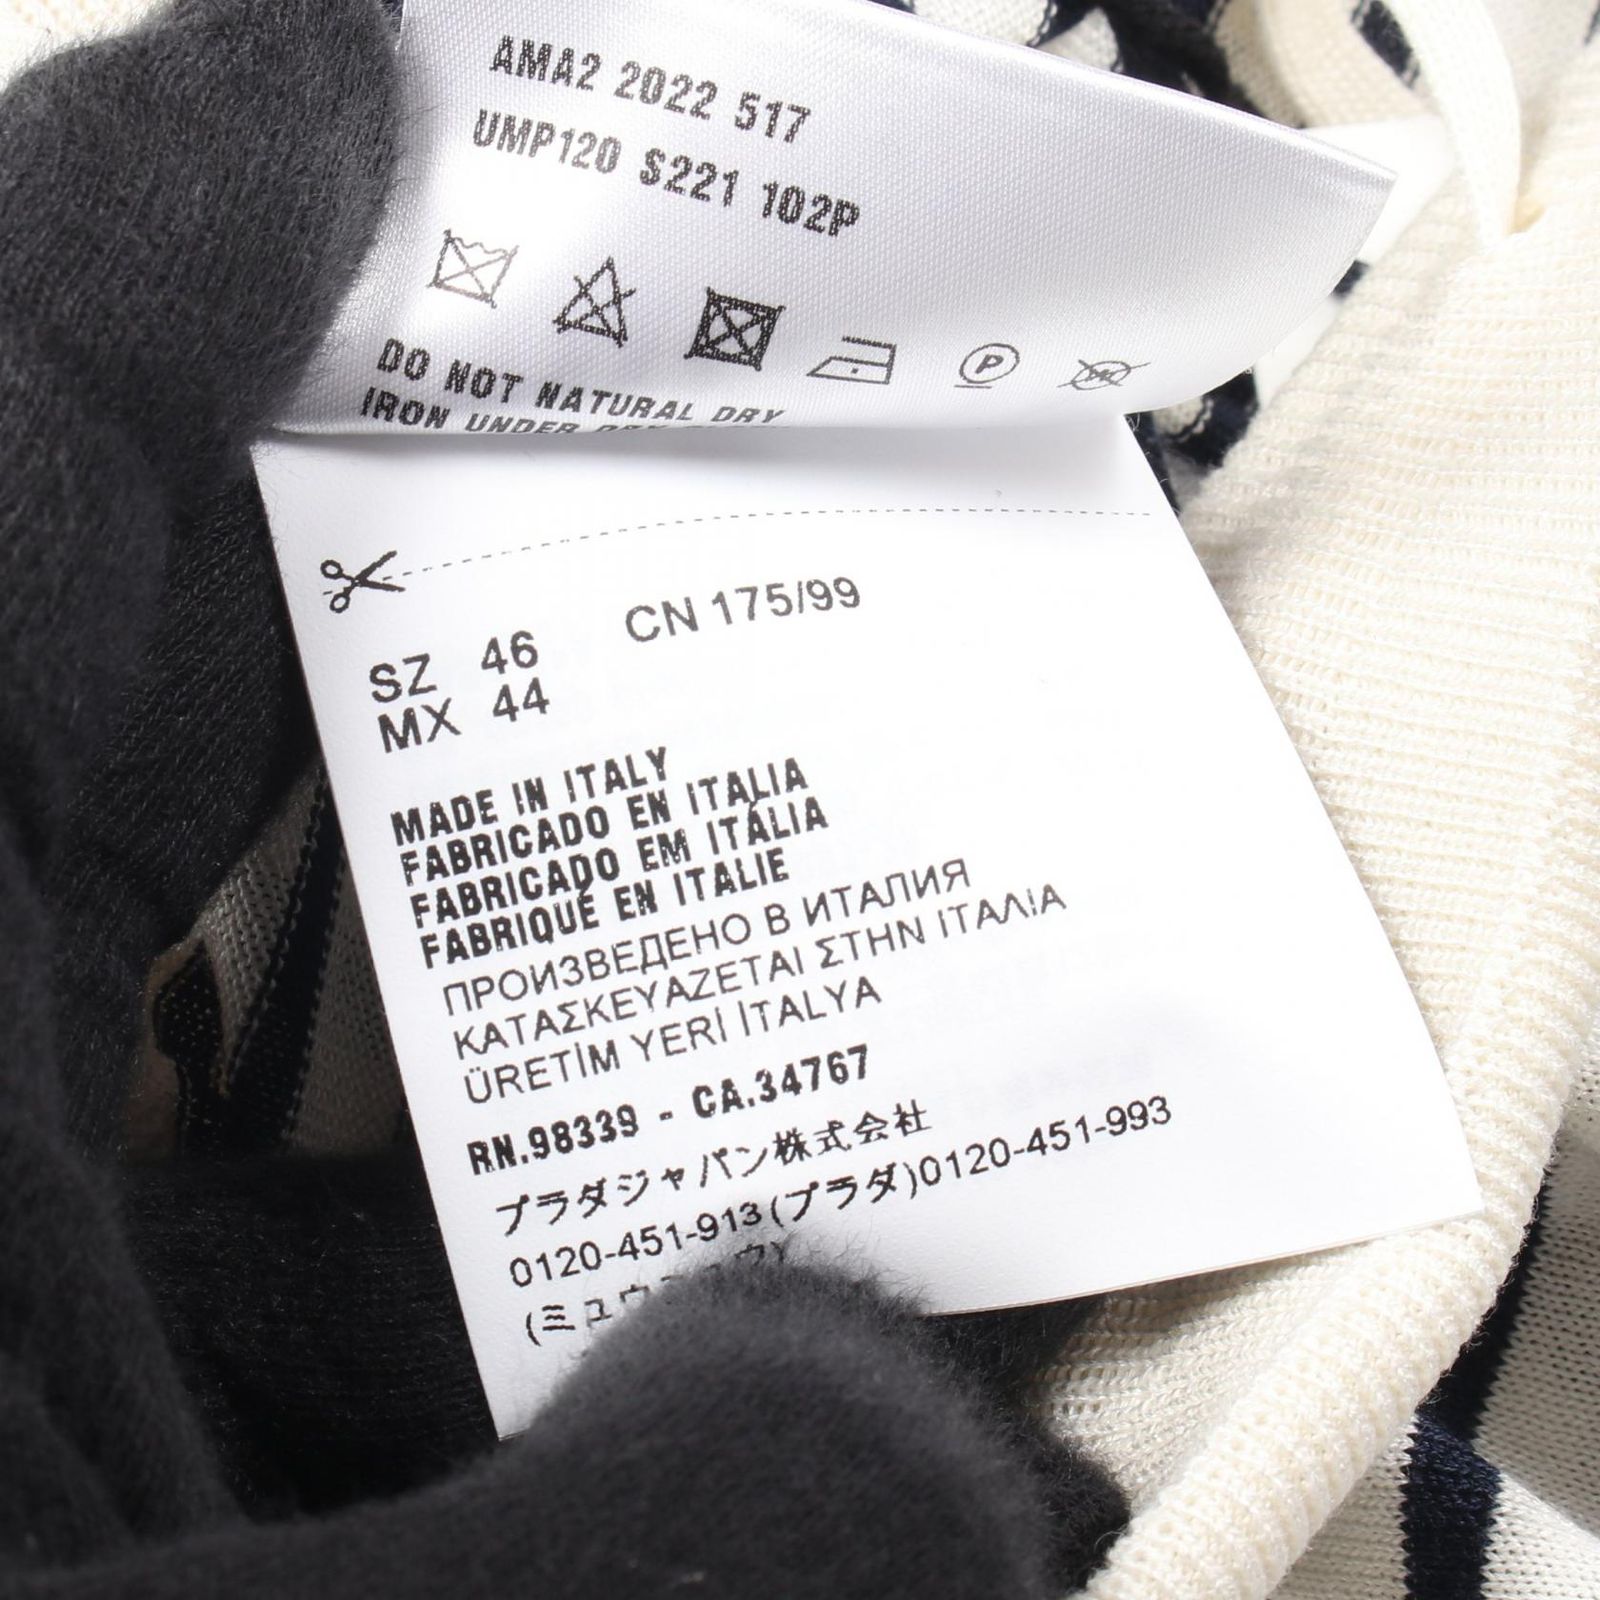 AMA2 2022 517
UMP120 S221 102P
P
DO NOT NATURAL DRY
IRON UNDER DRY
SZ 46 CN 175/99
MX 44
MADE IN ITALY
FABRICADO EN ITALIA
FABRICADO EM ITÁLIA
FABRIQUÉ EN ITALIE
ПРОИЗВЕДЕНО В ИТАЛИЯ
ΚΑΤΑΣΚΕΥΑΖΕΤΑΙ ΣΤΗΝ ΙΤΑΛΙΑ
ÜRETİM YERİ İTALYA
RN.98339 - CA.34767
プラダジャパン株式会社
0120-451-913(プラダ)0120-451-993